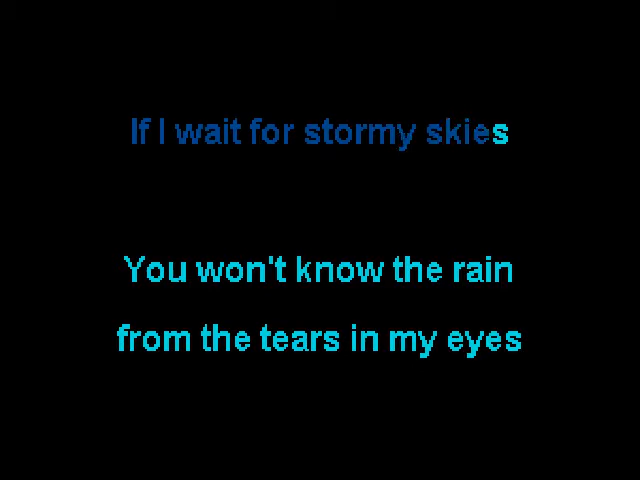 If I wait for stormy skies
You won't know the rain
from the tears in my eyes